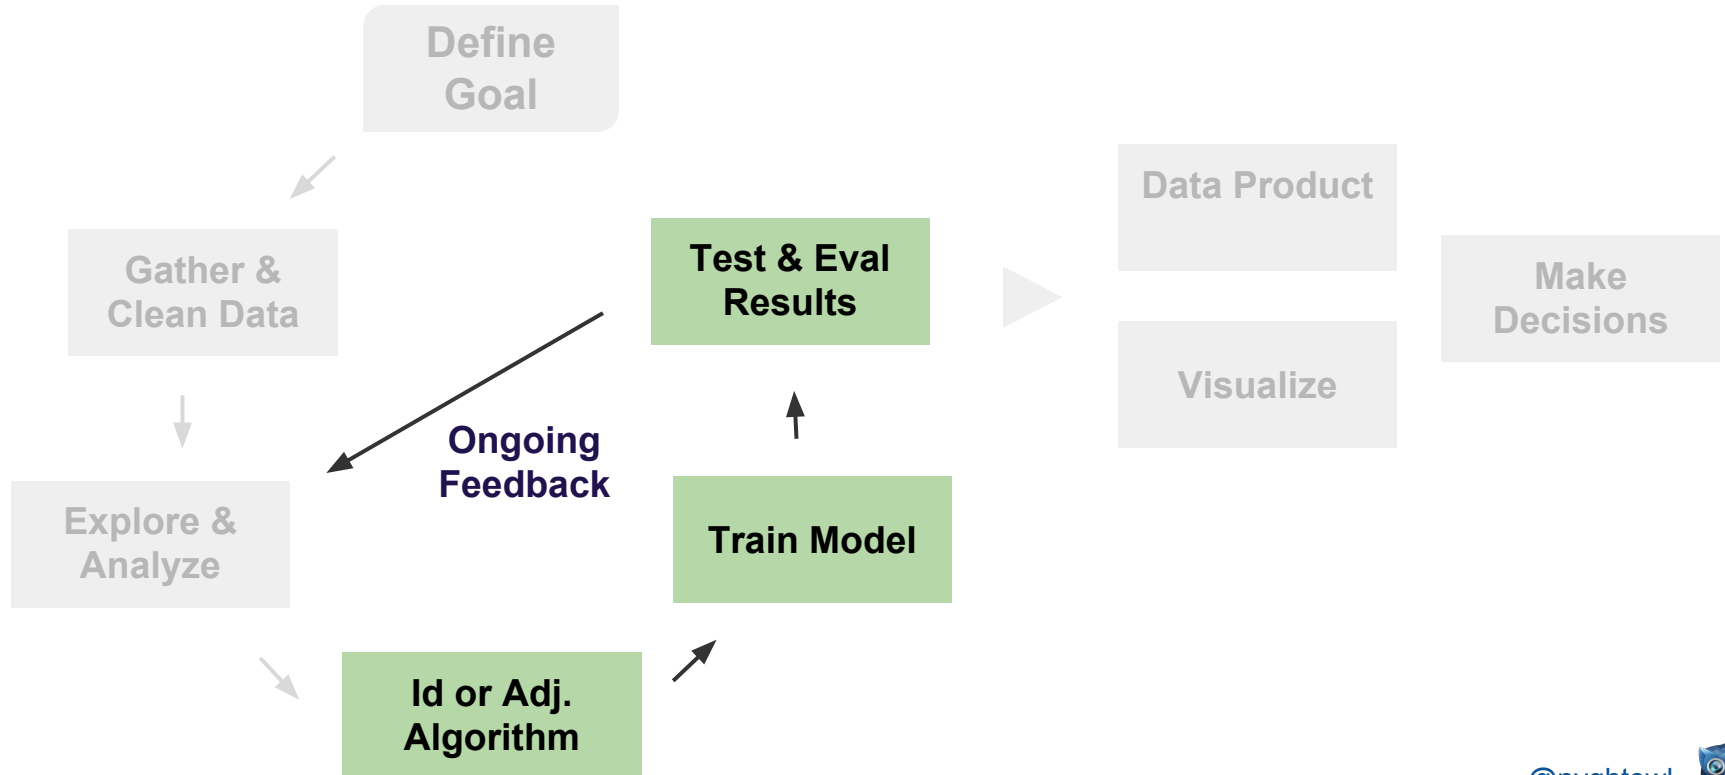 Define
Goal
Gather &
Clean Data
Explore &
Analyze
Id or Adj.
Algorithm
Train Model
Test & Eval
Results
Ongoing
Feedback
Data Product
Visualize
Make
Decisions
@nyghtowl